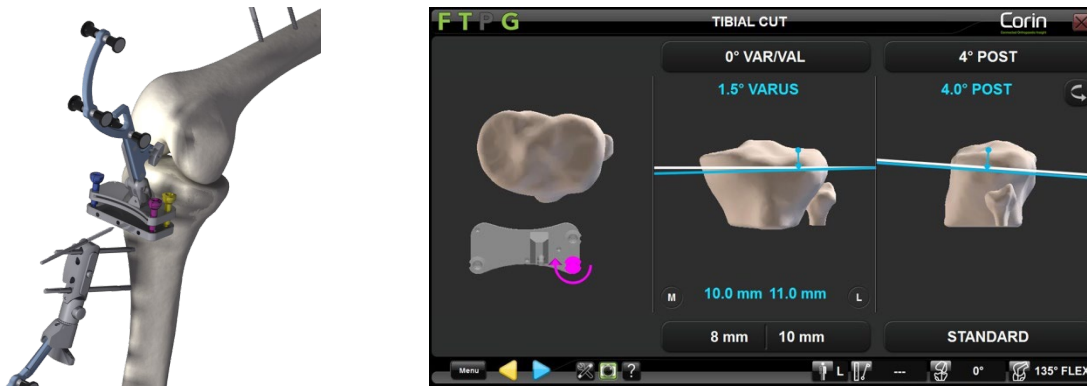 F T P G TIBIAL CUT Corin
0° VAR/VAL 4° POST
1.5° VARUS 4.0° POST
M 10.0 mm 11.0 mm L
8 mm 10 mm STANDARD
Menu ? L --- 0° 135° FLEX